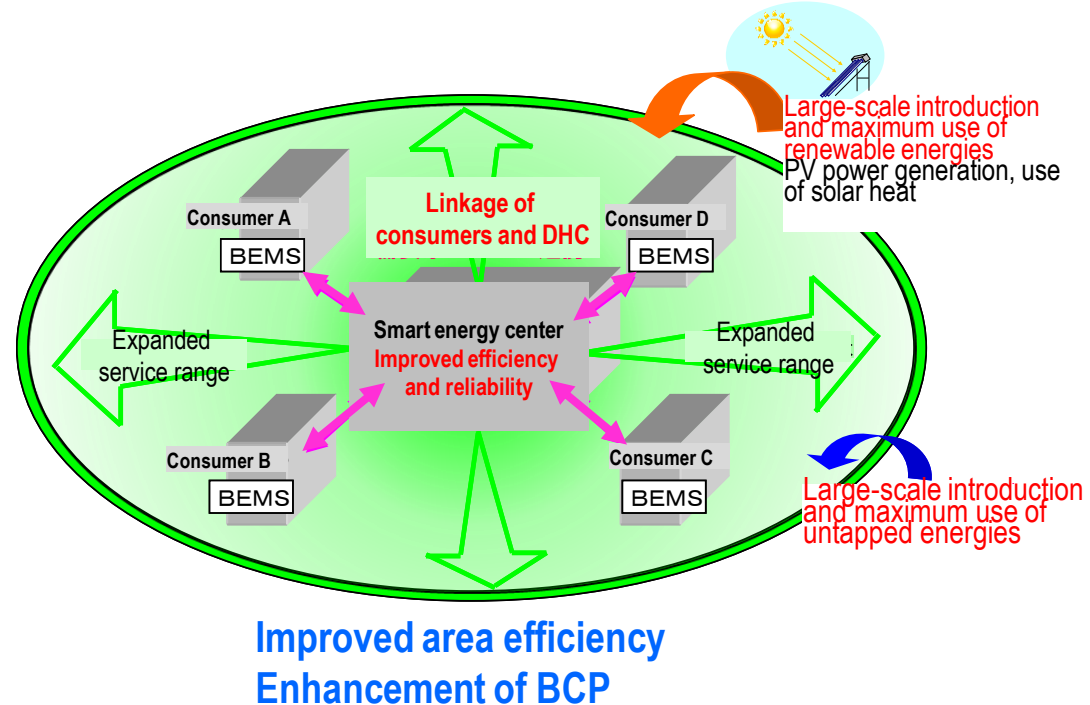 Large-scale introduction
and maximum use of
renewable energies
PV power generation, use
of solar heat
Linkage of
consumers and DHC
Consumer A
BEMS
Consumer D
BEMS
Smart energy center
Improved efficiency
and reliability
Expanded
service range
Expanded
service range
Consumer B
BEMS
Consumer C
BEMS
Large-scale introduction
and maximum use of
untapped energies
Improved area efficiency
Enhancement of BCP